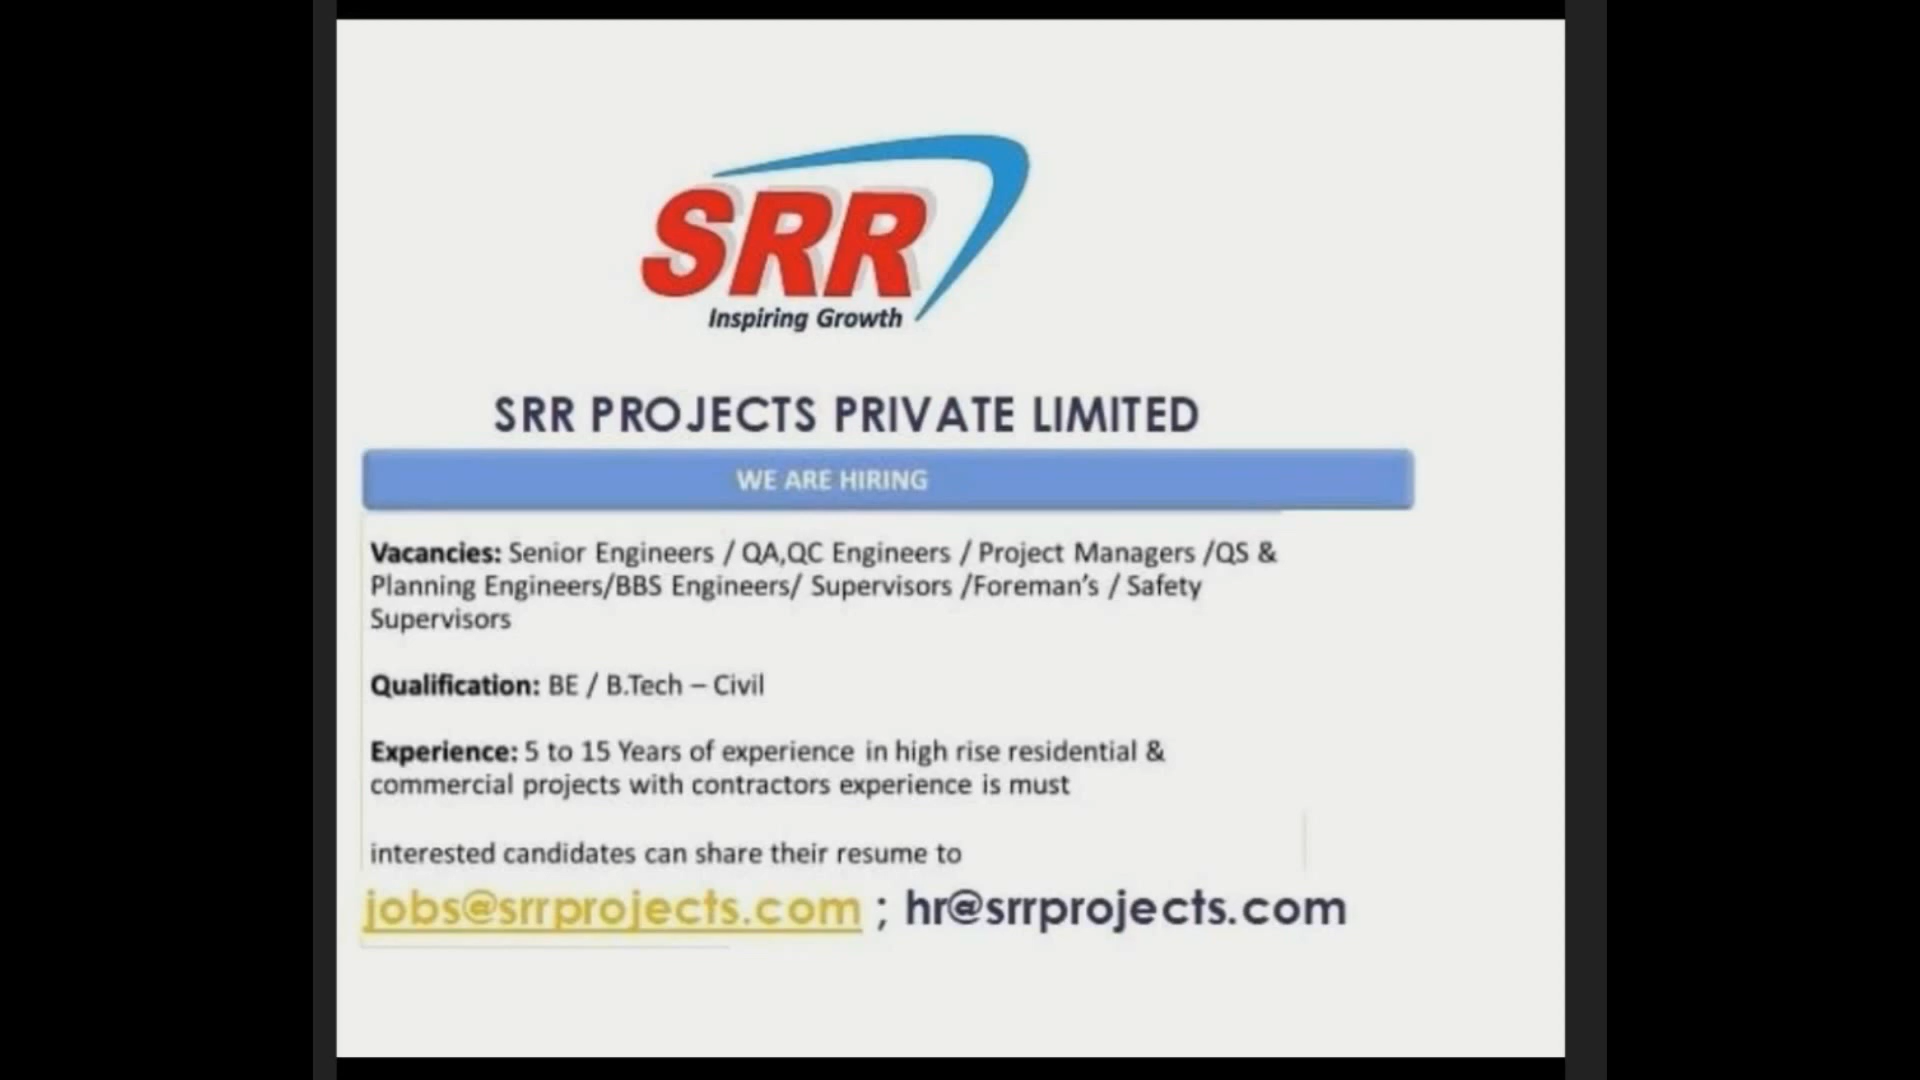 SRR
Inspiring Growth
SRR PROJECTS PRIVATE LIMITED
WE ARE HIRING
Vacancies: Senior Engineers / QA,QC Engineers / Project Managers /QS &
Planning Engineers/BBS Engineers/ Supervisors /Foreman's / Safety
Supervisors
Qualification: BE / B.Tech – Civil
Experience: 5 to 15 Years of experience in high rise residential &
commercial projects with contractors experience is must
interested candidates can share their resume to
jobs@srrprojects.com ; hr@srrprojects.com